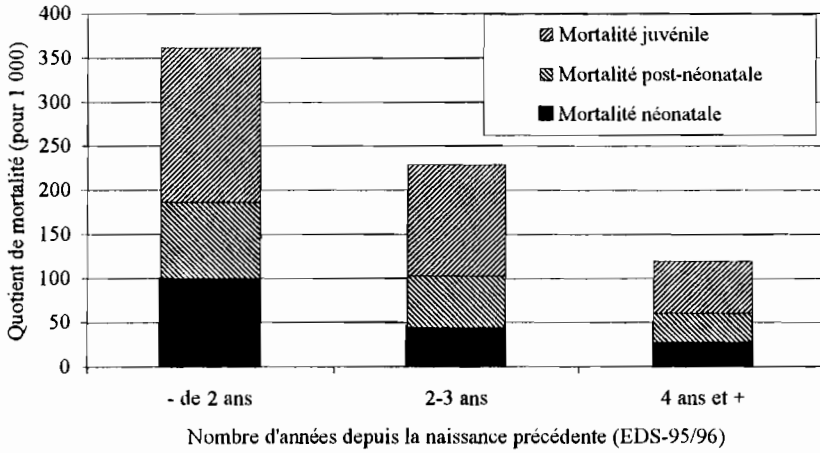 Quotient de mortalité (pour 1 000)
400
350
300
250
200
150
100
50
0
Mortalité juvénile
Mortalité post-néonatale
Mortalité néonatale
- de 2 ans
2-3 ans
4 ans et +
Nombre d'années depuis la naissance précédente (EDS-95/96)